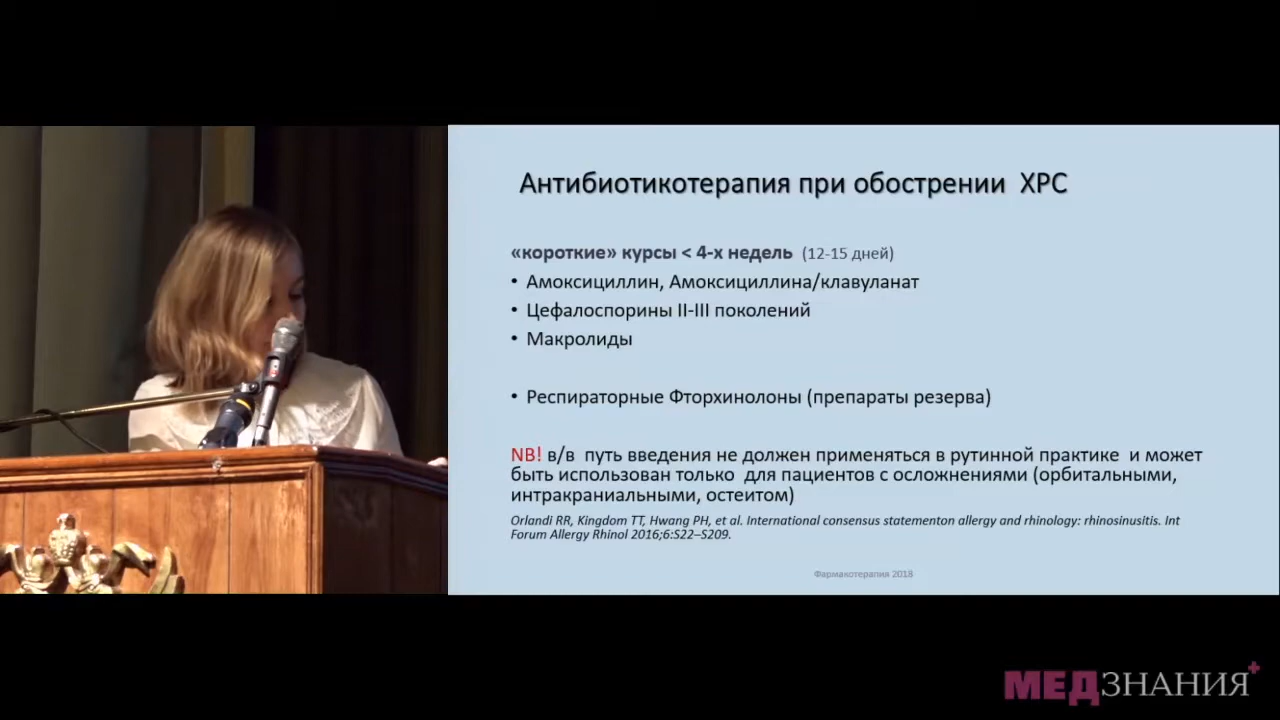 Антибиотикотерапия при обострении ХРС
«короткие» курсы < 4-х недель (12-15 дней)
• Амоксициллин, Амоксициллина/клавуланат
• Цефалоспорины II-III поколений
• Макролиды
• Респираторные Фторхинолоны (препараты резерва)
NB! в/в путь введения не должен применяться в рутинной практике и может
быть использован только для пациентов с осложнениями (орбитальными,
интракраниальными, остеитом)
Orlandi RR, Kingdom TT, Hwang PH, et al. International consensus statementon allergy and rhinology: rhinosinusitis. Int
Forum Allergy Rhinol 2016;6:S22–S209.
Фармакотерапия 2018
МЕДЗНАНИЯ+